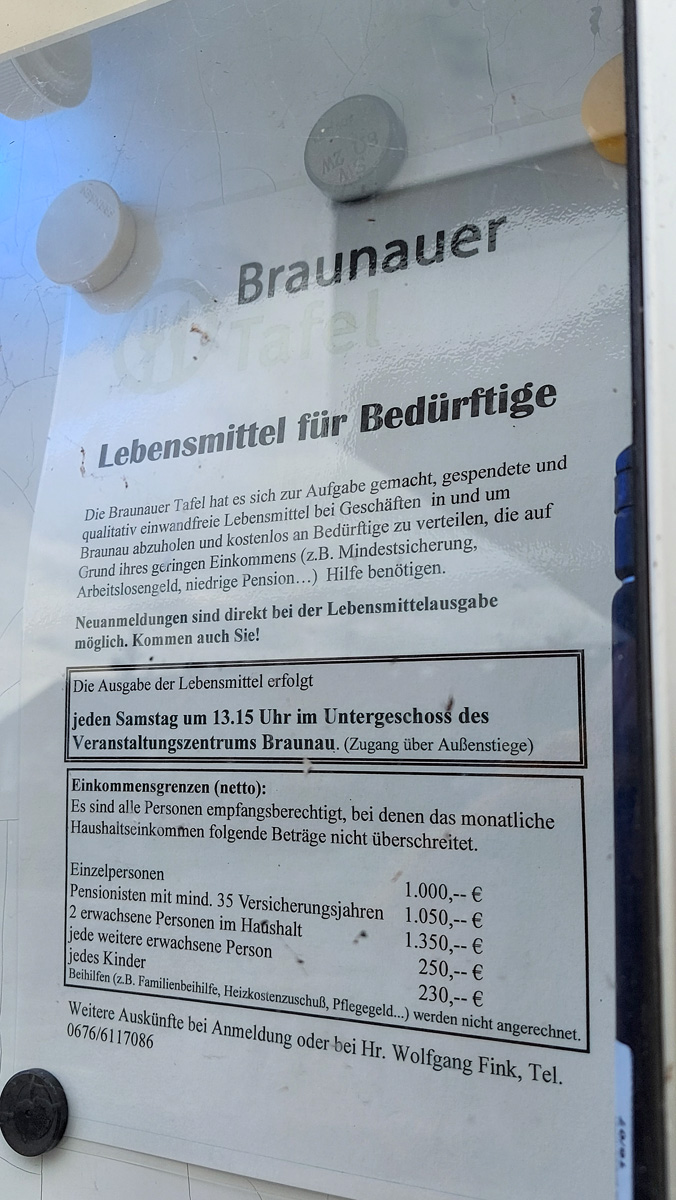 Braunauer
Tafel
Lebensmittel für Bedürftige
Die Braunauer Tafel hat es sich zur Aufgabe gemacht, gespendete und
qualitativ einwandfreie Lebensmittel bei Geschäften in und um
Braunau abzuholen und kostenlos an Bedürftige zu verteilen, die auf
Grund ihres geringen Einkommens (z.B. Mindestsicherung,
Arbeitslosengeld, niedrige Pension...) Hilfe benötigen.
Neuanmeldungen sind direkt bei der Lebensmittelausgabe
möglich. Kommen auch Sie!
Die Ausgabe der Lebensmittel erfolgt
jeden Samstag um 13.15 Uhr im Untergeschoss des
Veranstaltungszentrums Braunau. (Zugang über Außenstiege)
Einkommensgrenzen (netto):
Es sind alle Personen empfangsberechtigt, bei denen das monatliche
Haushaltseinkommen folgende Beträge nicht überschreitet.
Einzelpersonen 1.000,-- €
Pensionisten mit mind. 35 Versicherungsjahren 1.050,-- €
2 erwachsene Personen im Haushalt 1.350,-- €
jede weitere erwachsene Person 250,-- €
jedes Kinder 230,-- €
Beihilfen (z.B. Familienbeihilfe, Heizkostenzuschuß, Pflegegeld...) werden nicht angerechnet.
Weitere Auskünfte bei Anmeldung oder bei Hr. Wolfgang Fink, Tel.
0676/6117086